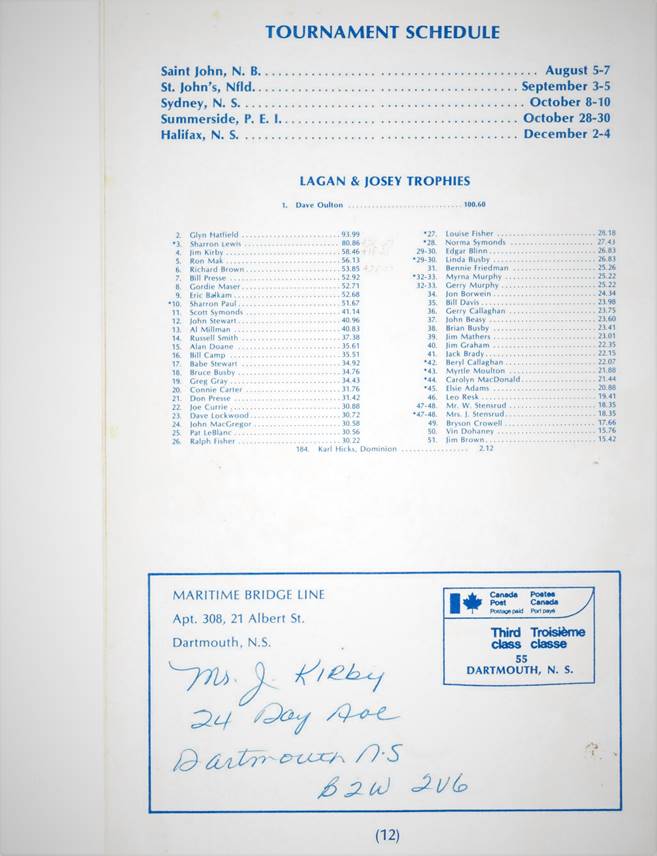 TOURNAMENT SCHEDULE
Saint John, N. B. ........................................ August 5-7
St. John's, Nfld. ........................................ September 3-5
Sydney, N. S. ........................................ October 8-10
Summerside, P. E. I. ........................................ October 28-30
Halifax, N. S. ........................................ December 2-4
LAGAN & JOSEY TROPHIES
1. Dave Oulton ............................ 100.60
2. Glyn Hatfield ........................ 93.99
*3. Sharron Lewis ........................ 80.86
4. Jim Kirby ........................ 58.46
5. Ron Mak ........................ 56.13
6. Richard Brown ........................ 53.85
7. Bill Presse ........................ 52.92
8. Gordie Maser ........................ 52.71
9. Eric Balkam ........................ 52.68
*10. Sharron Paul ........................ 51.67
11. Scott Symonds ........................ 41.14
12. John Stewart ........................ 40.96
13. Al Millman ........................ 40.83
14. Russell Smith ........................ 37.38
15. Alan Doane ........................ 35.61
16. Bill Camp ........................ 35.51
17. Babe Stewart ........................ 34.92
18. Bruce Busby ........................ 34.76
19. Greg Gray ........................ 34.43
20. Connie Carter ........................ 31.76
21. Don Presse ........................ 31.42
22. Joe Currie ........................ 30.88
23. Dave Lockwood ........................ 30.72
24. John MacGregor ........................ 30.58
25. Pat LeBlanc ........................ 30.56
26. Ralph Fisher ........................ 30.22
*27. Louise Fisher ........................ 28.18
*28. Norma Symonds ........................ 27.43
29-30. Edgar Blinn ........................ 26.83
*29-30. Linda Busby ........................ 26.83
31. Bennie Friedman ........................ 25.26
*32-33. Myrna Murphy ........................ 25.22
32-33. Gerry Murphy ........................ 25.22
34. Jon Borwein ........................ 24.34
35. Bill Davis ........................ 23.98
36. Gerry Callaghan ........................ 23.75
37. John Beasy ........................ 23.60
38. Brian Busby ........................ 23.41
39. Jim Mathers ........................ 23.01
40. Jim Graham ........................ 22.35
41. Jack Brady ........................ 22.15
*42. Beryl Callaghan ........................ 22.07
*43. Myrtle Moulton ........................ 21.88
*44. Carolyn MacDonald ........................ 21.44
*45. Elsie Adams ........................ 20.88
46. Leo Resk ........................ 19.41
47-48. Mr. W. Stensrud ........................ 18.35
*47-48. Mrs. J. Stensrud ........................ 18.35
49. Bryson Crowell ........................ 17.66
50. Vin Dohaney ........................ 15.76
51. Jim Brown ........................ 15.42
184. Karl Hicks, Dominion ................ 2.12
MARITIME BRIDGE LINE
Apt. 308, 21 Albert St.
Dartmouth, N.S.
Canada Postes
Post Canada
Postage paid Port payé
Third Troisième
class classe
55
DARTMOUTH, N. S.
Mr. J. Kirby
24 Day Ave
Dartmouth N.S
B2W 2V6
(12)